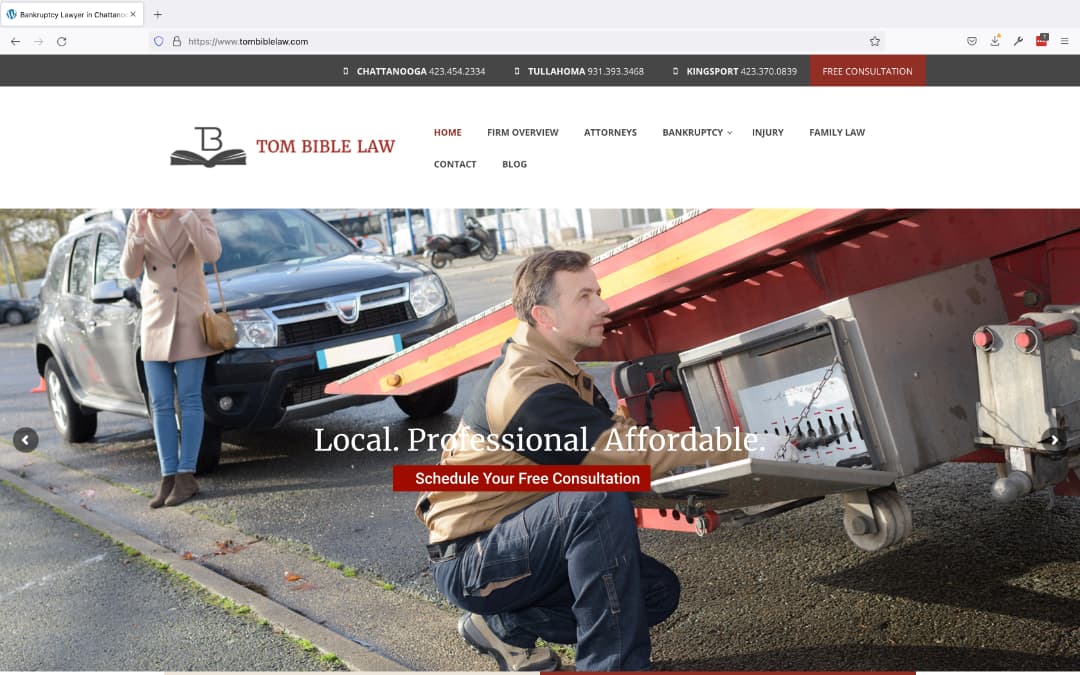 Bankruptcy Lawyer in Chattanoo
https://www.tombiblelaw.com
CHATTANOOGA 423.454.2334 TULLAHOMA 931.393.3468 KINGSPORT 423.370.0839 FREE CONSULTATION
TB TOM BIBLE LAW
HOME FIRM OVERVIEW ATTORNEYS BANKRUPTCY INJURY FAMILY LAW
CONTACT BLOG
Local. Professional. Affordable.
Schedule Your Free Consultation